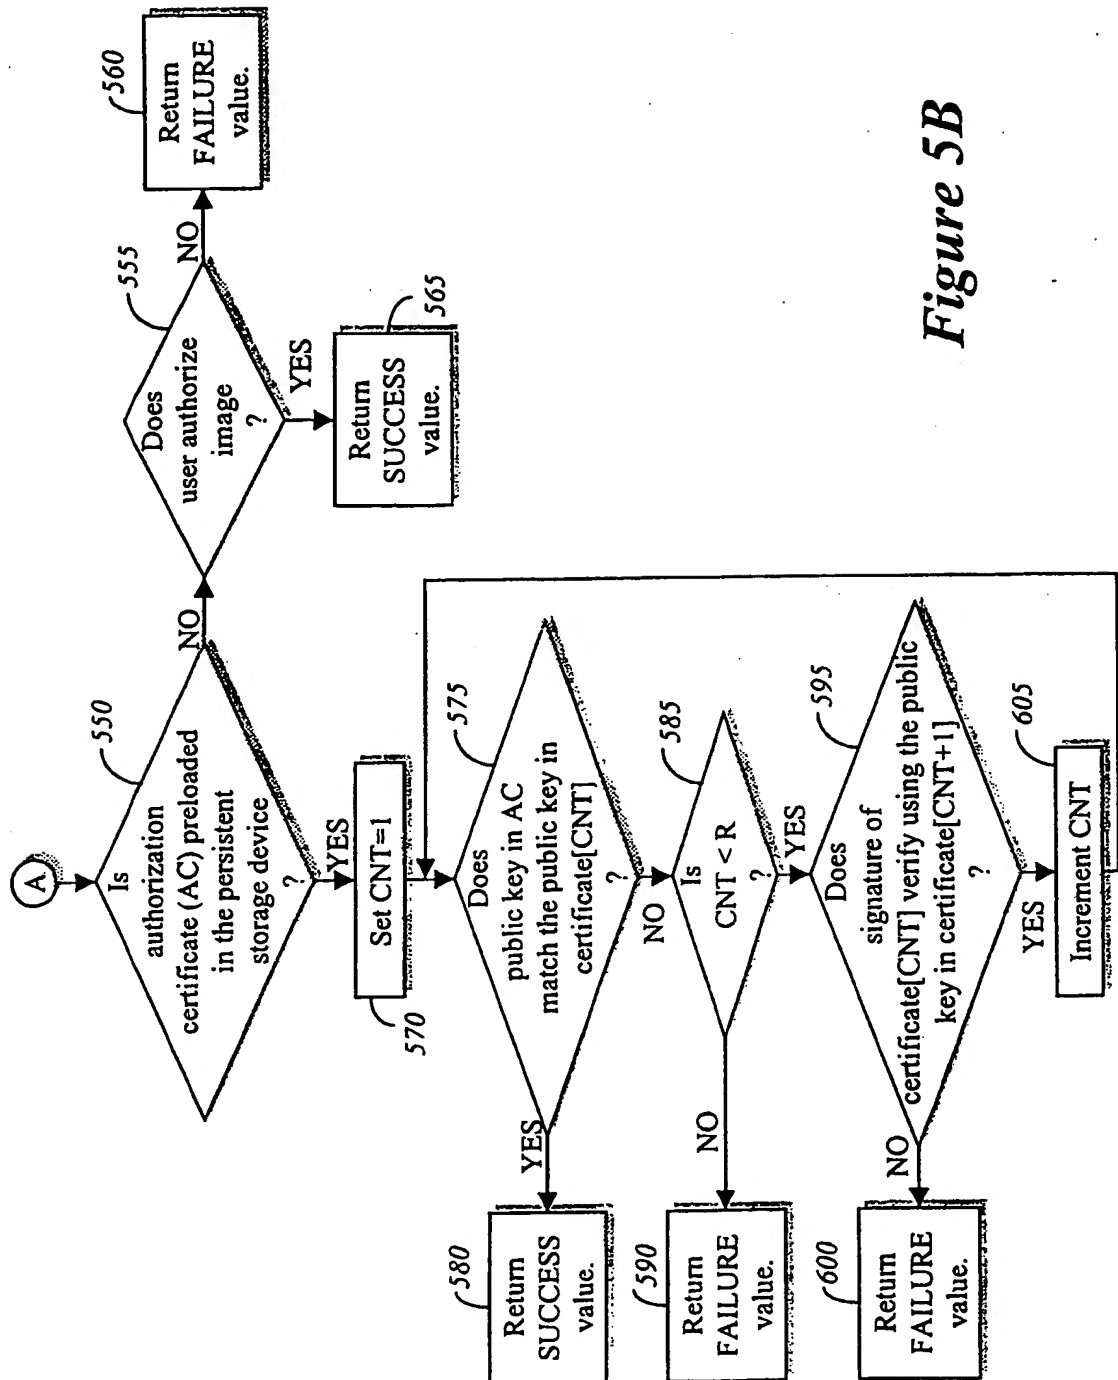 A
550
Is
authorization
certificate (AC) preloaded
in the persistent
storage device
?
NO
555
Does
user authorize
image
?
NO
560
Return
FAILURE
value.
YES
565
Return
SUCCESS
value.
YES
570
Set CNT=1
575
Does
public key in AC
match the public key in
certificate[CNT]
?
YES
580
Return
SUCCESS
value.
NO
585
Is
CNT < R
?
NO
590
Return
FAILURE
value.
YES
595
Does
signature of
certificate[CNT] verify using the public
key in certificate[CNT+1]
?
NO
600
Return
FAILURE
value.
YES
605
Increment CNT
Figure 5B